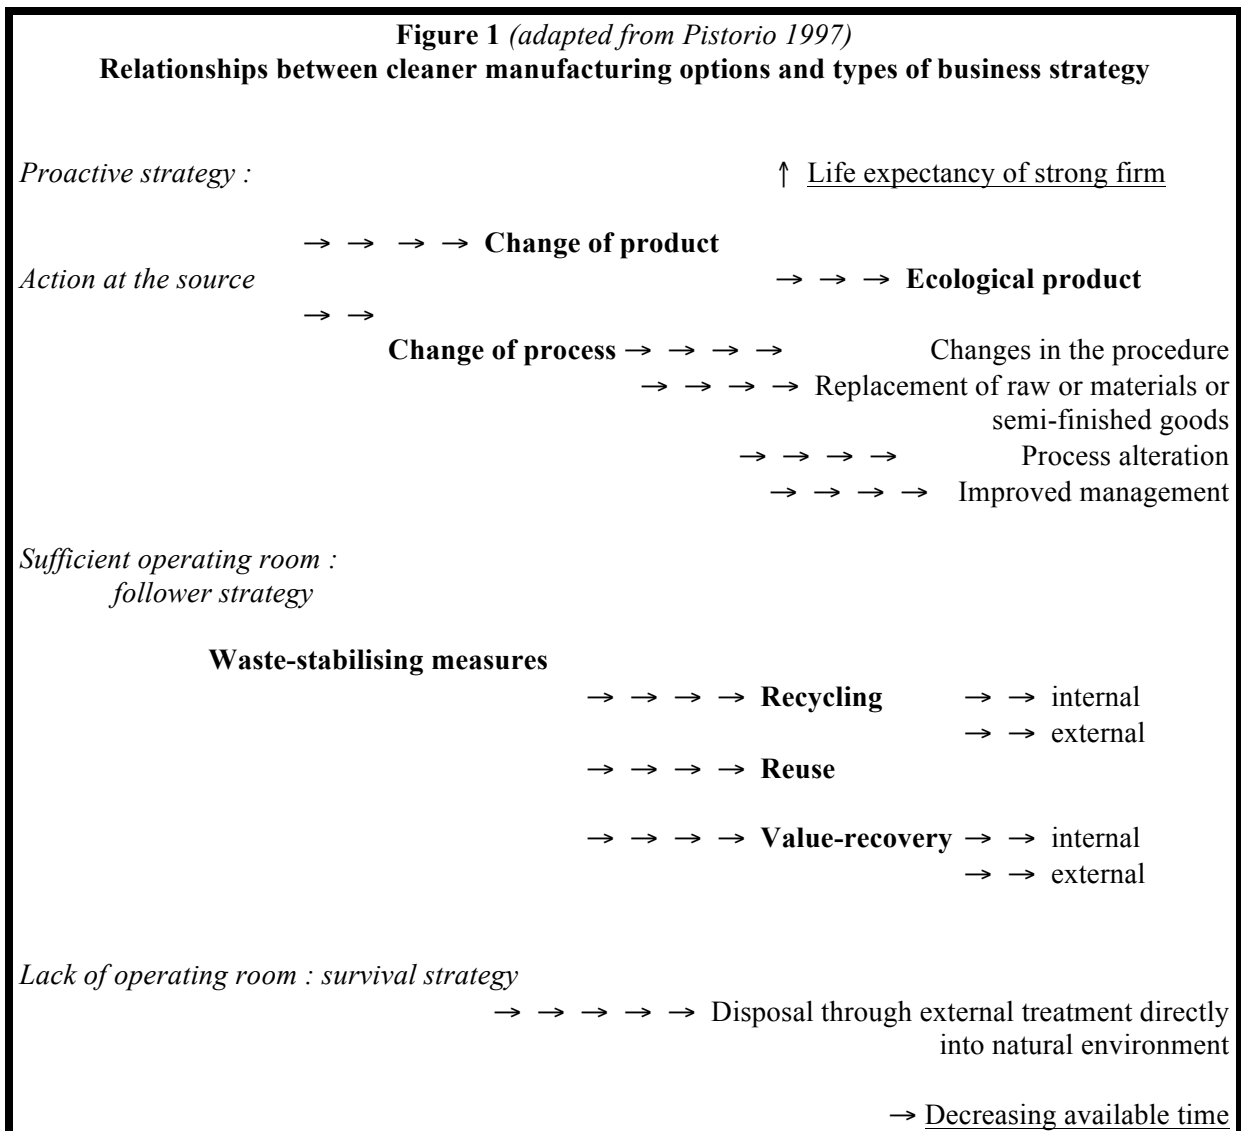 Figure 1 (adapted from Pistorio 1997)
Relationships between cleaner manufacturing options and types of business strategy
Proactive strategy : ↑ Life expectancy of strong firm
→ → → → Change of product
Action at the source → → → Ecological product
→ →
Change of process → → → → Changes in the procedure
→ → → → Replacement of raw or materials or
semi-finished goods
→ → → → Process alteration
→ → → → Improved management
Sufficient operating room :
follower strategy
Waste-stabilising measures
→ → → → Recycling → → internal
→ → external
→ → → → Reuse
→ → → → Value-recovery → → internal
→ → external
Lack of operating room : survival strategy
→ → → → → Disposal through external treatment directly
into natural environment
→ Decreasing available time